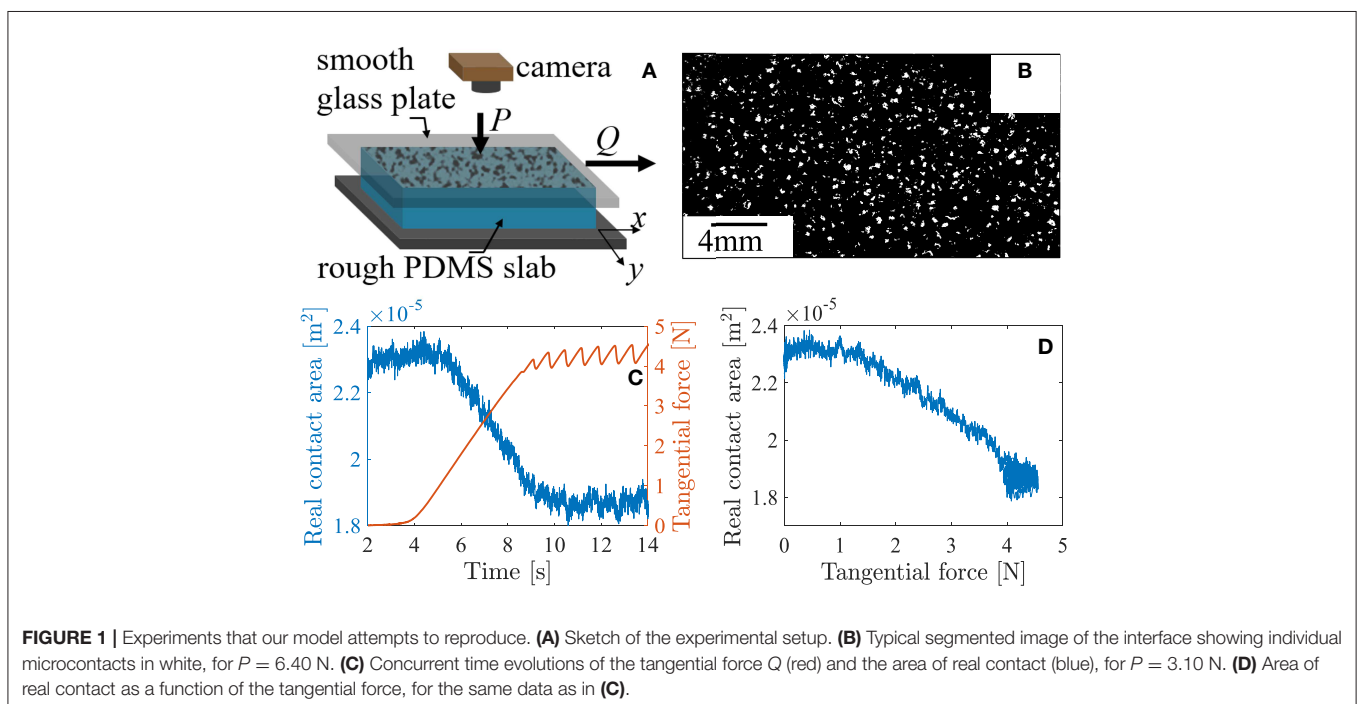 smooth
glass plate
camera
A
P
Q
x
y
rough PDMS slab
B
4mm
×10⁻⁵
2.4
2.2
2
1.8
Real contact area [m²]
5
4
3
2
1
0
Tangential force [N]
C
2 4 6 8 10 12 14
Time [s]
×10⁻⁵
2.4
2.2
2
1.8
Real contact area [m²]
D
0 1 2 3 4 5
Tangential force [N]
FIGURE 1 | Experiments that our model attempts to reproduce. (A) Sketch of the experimental setup. (B) Typical segmented image of the interface showing individual
microcontacts in white, for P = 6.40 N. (C) Concurrent time evolutions of the tangential force Q (red) and the area of real contact (blue), for P = 3.10 N. (D) Area of
real contact as a function of the tangential force, for the same data as in (C).